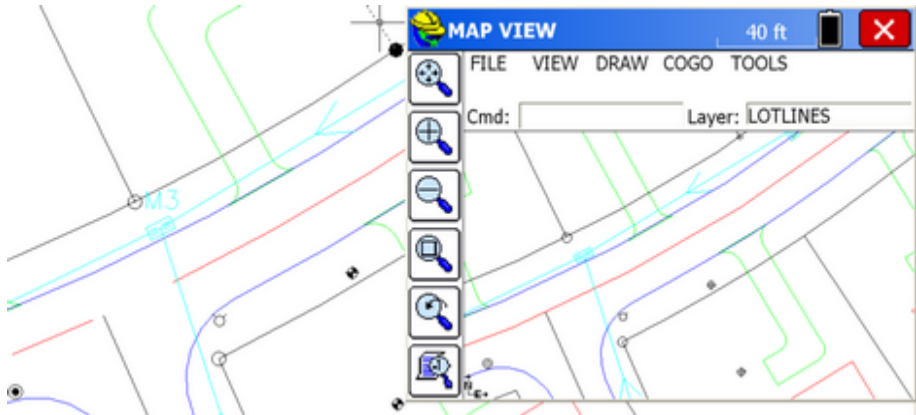 MAP VIEW 40 ft
FILE VIEW DRAW COGO TOOLS
Cmd: Layer: LOTLINES
M3
N
E